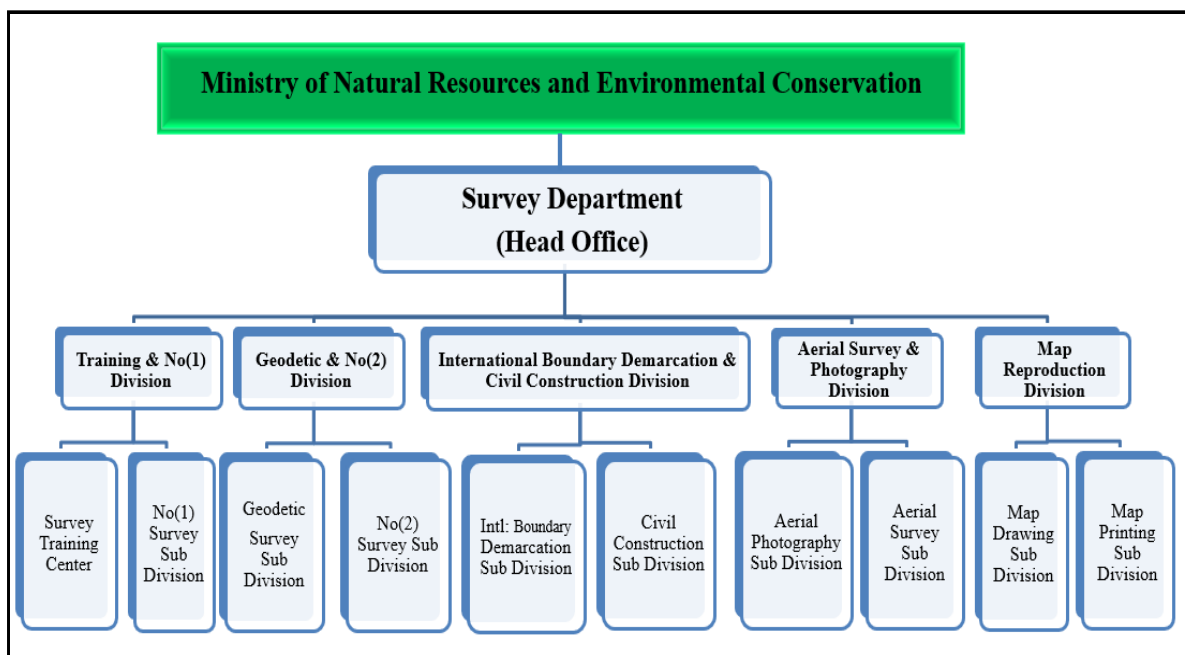 Ministry of Natural Resources and Environmental Conservation
Survey Department
(Head Office)
Training & No(1)
Division
Geodetic & No(2)
Division
International Boundary Demarcation &
Civil Construction Division
Aerial Survey &
Photography
Division
Map
Reproduction
Division
Survey
Training
Center
No(1)
Survey
Sub
Division
Geodetic
Survey Sub
Division
No(2)
Survey Sub
Division
Intl: Boundary
Demarcation
Sub Division
Civil
Construction
Sub Division
Aerial
Photography
Sub Division
Aerial
Survey
Sub
Division
Map
Drawing
Sub
Division
Map
Printing
Sub
Division